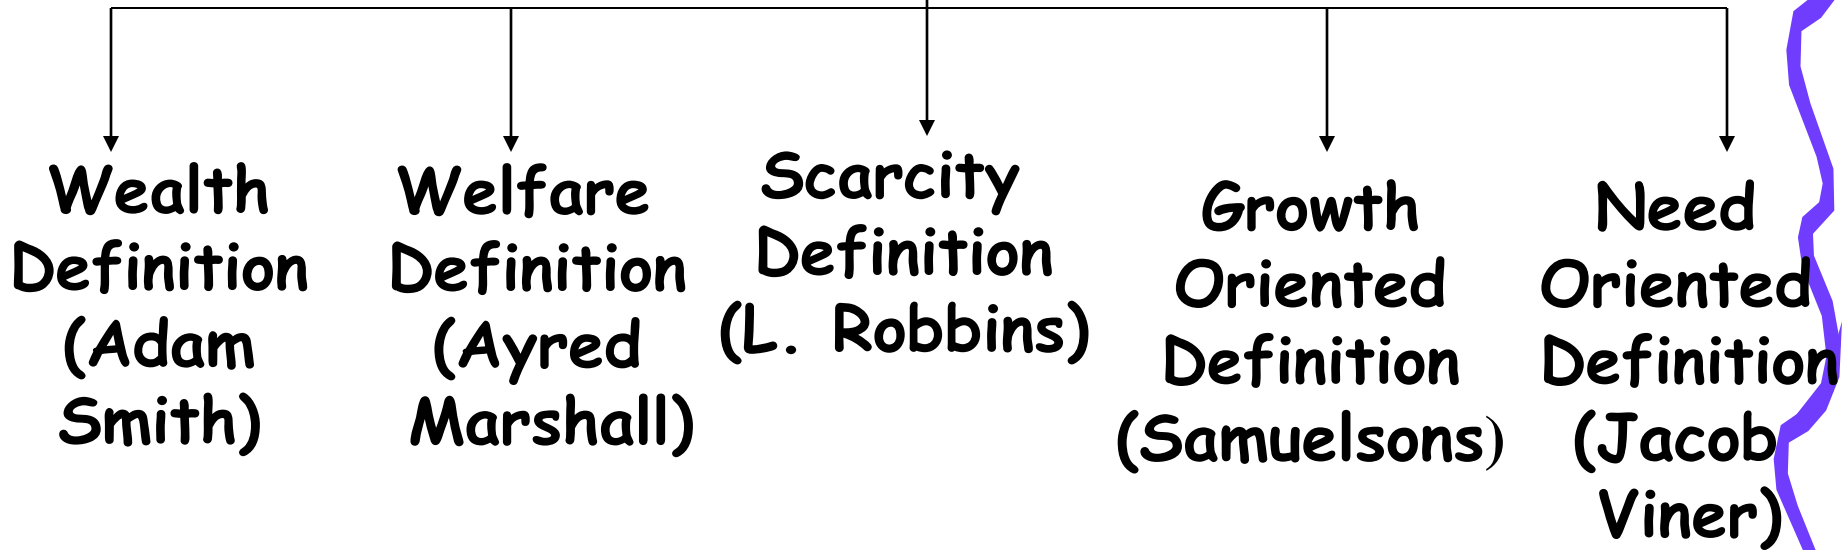 Wealth
Definition
(Adam
Smith)
Welfare
Definition
(Ayred
Marshall)
Scarcity
Definition
(L. Robbins)
Growth
Oriented
Definition
(Samuelsons)
Need
Oriented
Definition
(Jacob
Viner)